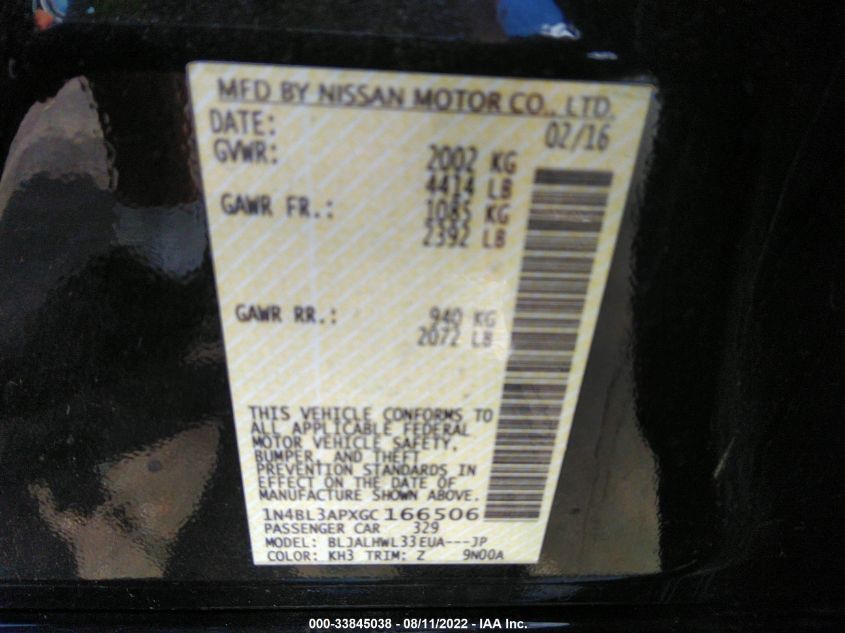 MFD BY NISSAN MOTOR CO., LTD.
DATE: 02/16
GVWR: 2002 KG
4414 LB
GAWR FR.: 1085 KG
2392 LB
GAWR RR.: 940 KG
2072 LB
THIS VEHICLE CONFORMS TO
ALL APPLICABLE FEDERAL
MOTOR VEHICLE SAFETY,
BUMPER, AND THEFT
PREVENTION STANDARDS IN
EFFECT ON THE DATE OF
MANUFACTURE SHOWN ABOVE.
1N4BL3APXGC166506
PASSENGER CAR 329
MODEL: BLJALHWL33EUA---JP
COLOR: KH3 TRIM: Z 9N00A
000-33845038 - 08/11/2022 - IAA Inc.